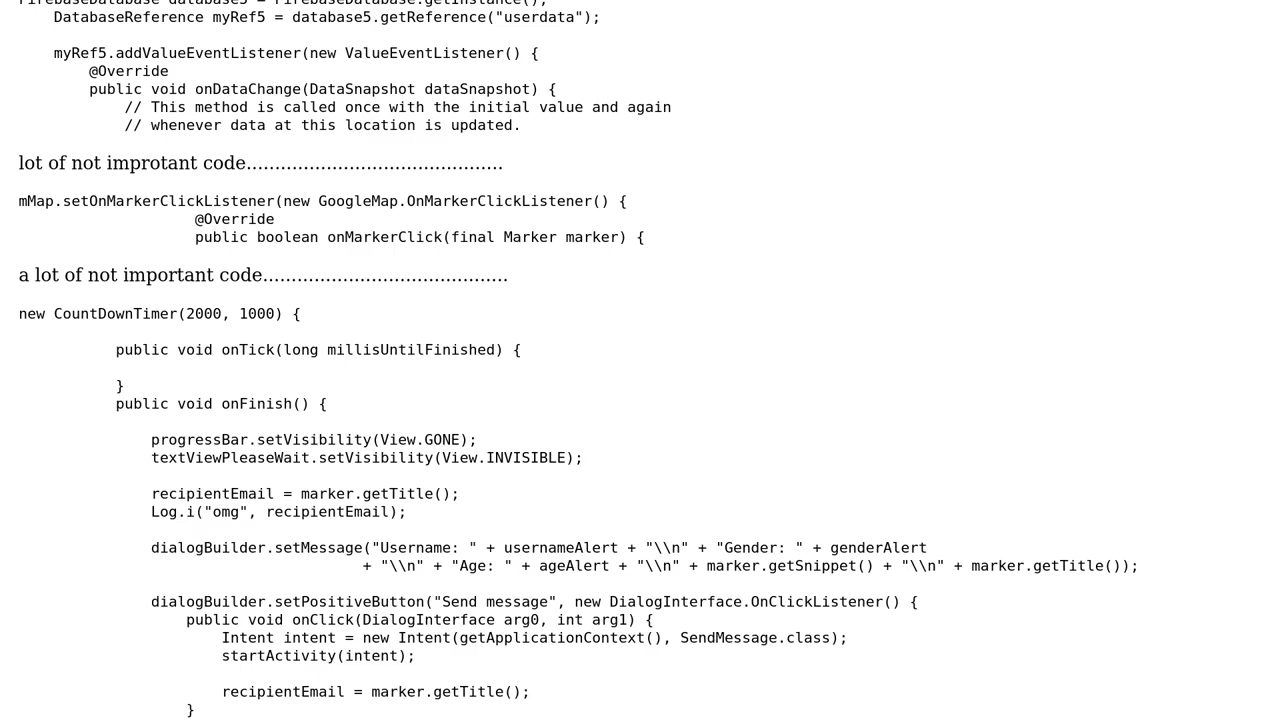 FirebaseDatabase database5 = FirebaseDatabase.getInstance();
DatabaseReference myRef5 = database5.getReference("userdata");
myRef5.addValueEventListener(new ValueEventListener() {
@Override
public void onDataChange(DataSnapshot dataSnapshot) {
// This method is called once with the initial value and again
// whenever data at this location is updated.
lot of not improtant code.............................................
mMap.setOnMarkerClickListener(new GoogleMap.OnMarkerClickListener() {
@Override
public boolean onMarkerClick(final Marker marker) {
a lot of not important code...........................................
new CountDownTimer(2000, 1000) {
public void onTick(long millisUntilFinished) {
}
public void onFinish() {
progressBar.setVisibility(View.GONE);
textViewPleaseWait.setVisibility(View.INVISIBLE);
recipientEmail = marker.getTitle();
Log.i("omg", recipientEmail);
dialogBuilder.setMessage("Username: " + usernameAlert + "\\n" + "Gender: " + genderAlert
+ "\\n" + "Age: " + ageAlert + "\\n" + marker.getSnippet() + "\\n" + marker.getTitle());
dialogBuilder.setPositiveButton("Send message", new DialogInterface.OnClickListener() {
public void onClick(DialogInterface arg0, int arg1) {
Intent intent = new Intent(getApplicationContext(), SendMessage.class);
startActivity(intent);
recipientEmail = marker.getTitle();
}